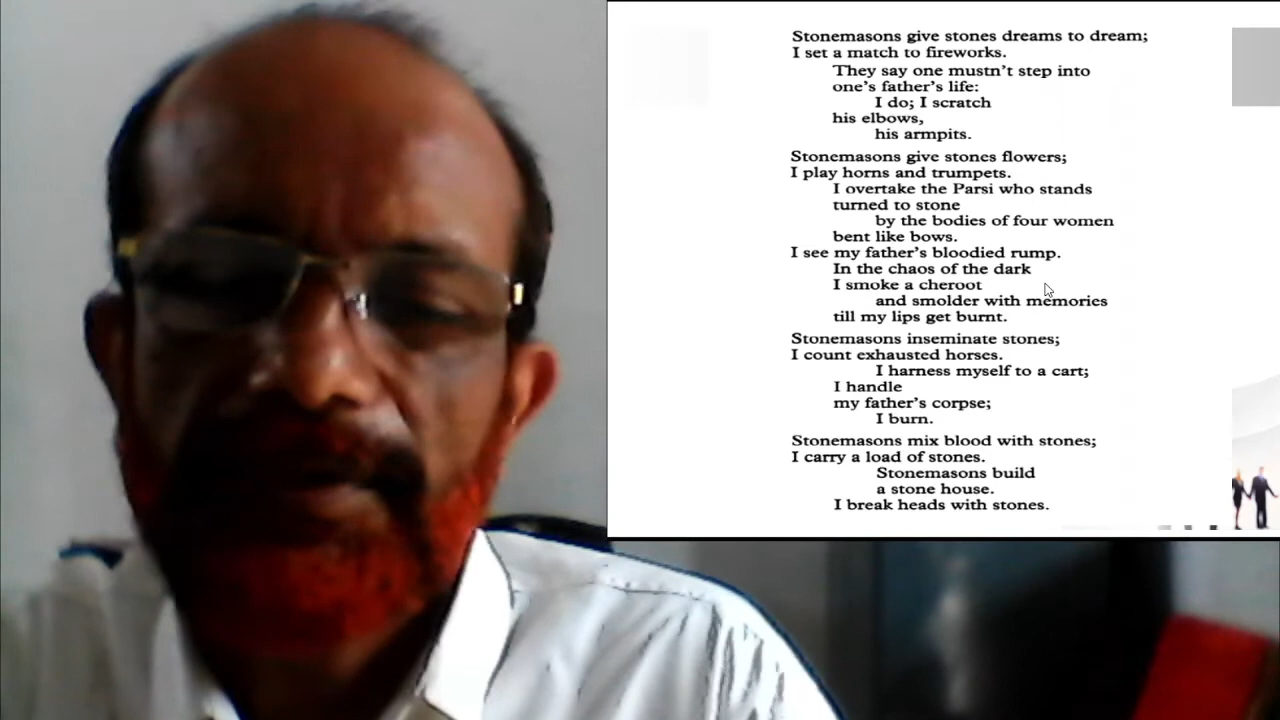 Stonemasons give stones dreams to dream;
I set a match to fireworks.
They say one mustn't step into
one's father's life:
I do; I scratch
his elbows,
his armpits.
Stonemasons give stones flowers;
I play horns and trumpets.
I overtake the Parsi who stands
turned to stone
by the bodies of four women
bent like bows.
I see my father's bloodied rump.
In the chaos of the dark
I smoke a cheroot
and smolder with memories
till my lips get burnt.
Stonemasons inseminate stones;
I count exhausted horses.
I harness myself to a cart;
I handle
my father's corpse;
I burn.
Stonemasons mix blood with stones;
I carry a load of stones.
Stonemasons build
a stone house.
I break heads with stones.